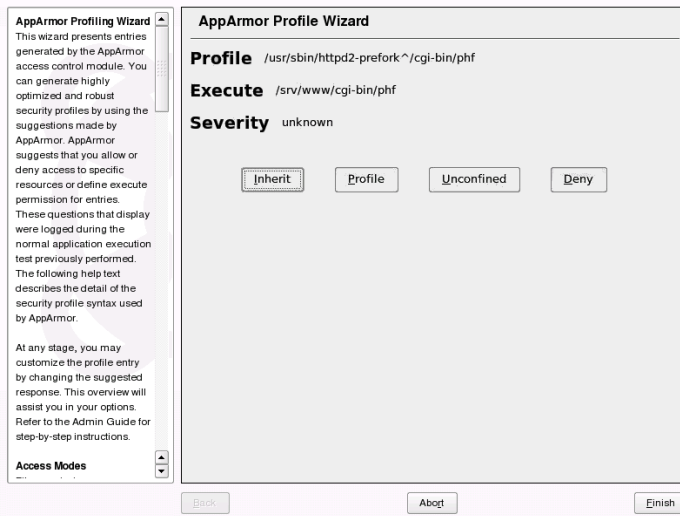 AppArmor Profiling Wizard
This wizard presents entries
generated by the AppArmor
access control module. You
can generate highly
optimized and robust
security profiles by using the
suggestions made by
AppArmor. AppArmor
suggests that you allow or
deny access to specific
resources or define execute
permission for entries.
These questions that display
were logged during the
normal application execution
test previously performed.
The following help text
describes the detail of the
security profile syntax used
by AppArmor.
At any stage, you may
customize the profile entry
by changing the suggested
response. This overview will
assist you in your options.
Refer to the Admin Guide for
step-by-step instructions.
Access Modes
AppArmor Profile Wizard
Profile /usr/sbin/httpd2-prefork^/cgi-bin/phf
Execute /srv/www/cgi-bin/phf
Severity unknown
Inherit Profile Unconfined Deny
Back Abort Finish